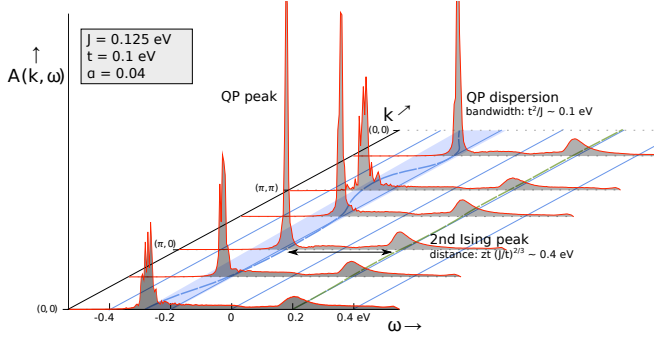 J = 0.125 eV
t = 0.1 eV
α = 0.04
↑
A(k,ω)
QP peak
k →
QP dispersion
bandwidth: t²/J ~ 0.1 eV
(0,0)
(π,π)
(π,0)
2nd Ising peak
distance: zt (J/t)^2/3 ~ 0.4 eV
(0,0)
-0.4
-0.2
0
0.2
0.4 eV
ω→